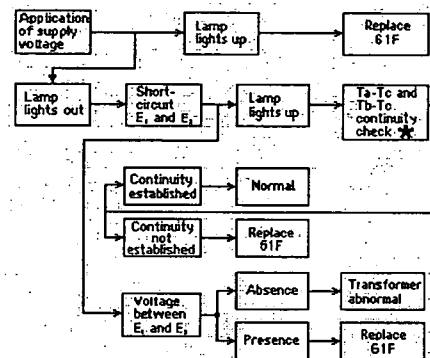 Application
of supply
voltage
Lamp
lights up
Replace
61F
Lamp
lights out
Short-
circuit
E₁ and E₃
Lamp
lights up
Ta-Tc and
Tb-Tc
continuity
check ★
Continuity
established
Normal
Continuity
not
established
Replace
61F
Voltage
between
E₁ and E₃
Absence
Transformer
abnormal
Presence
Replace
61F